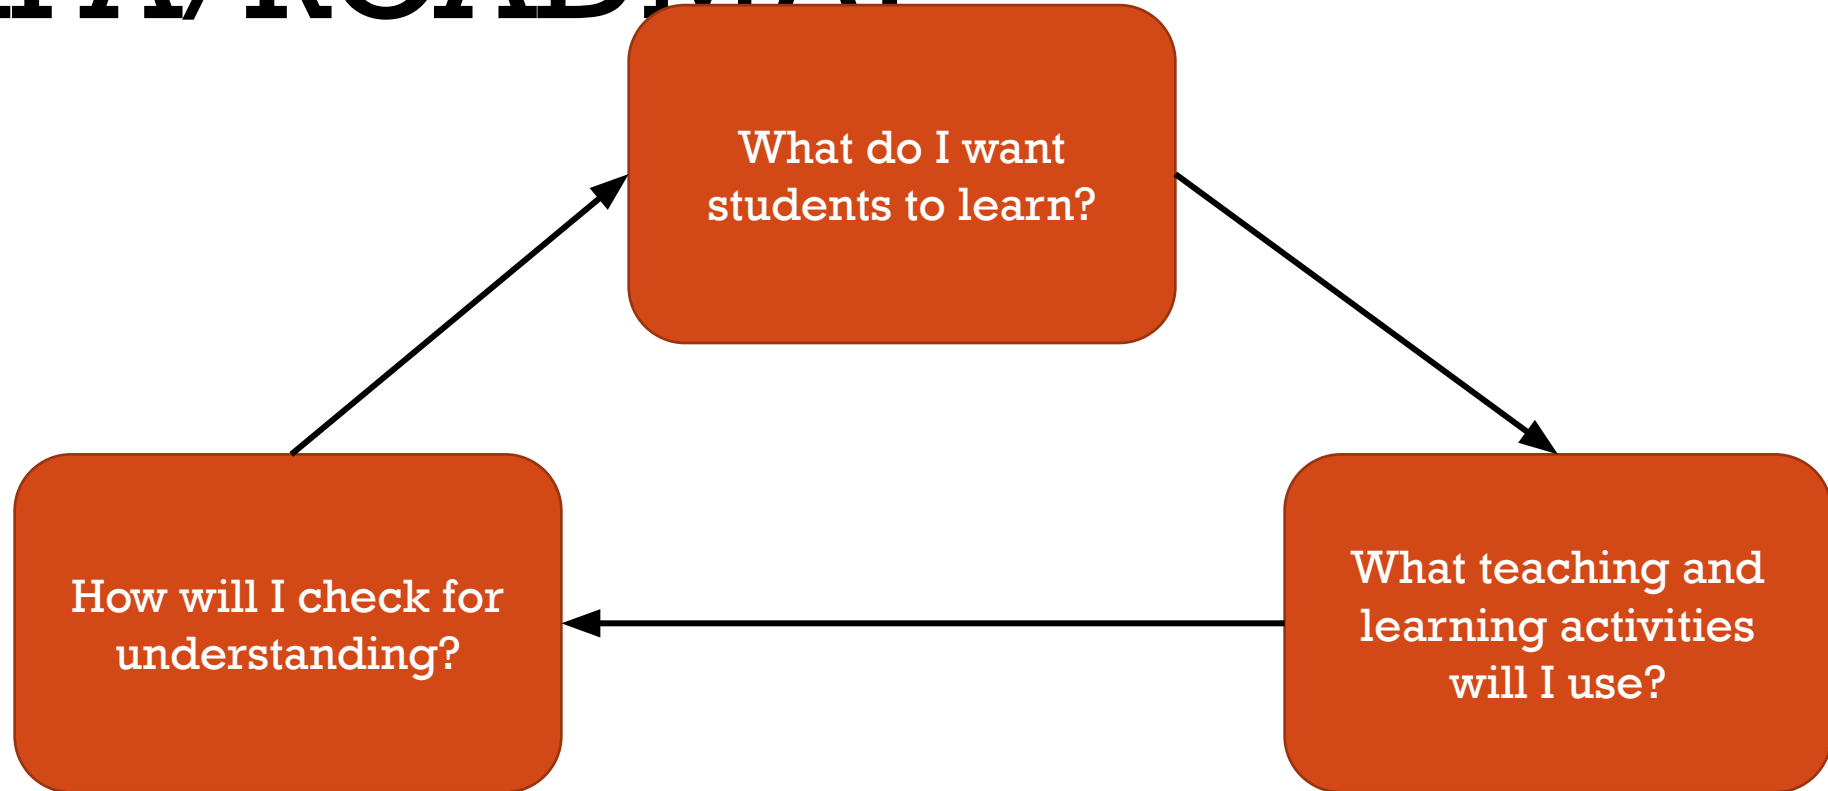 What do I want
students to learn?
How will I check for
understanding?
What teaching and
learning activities
will I use?